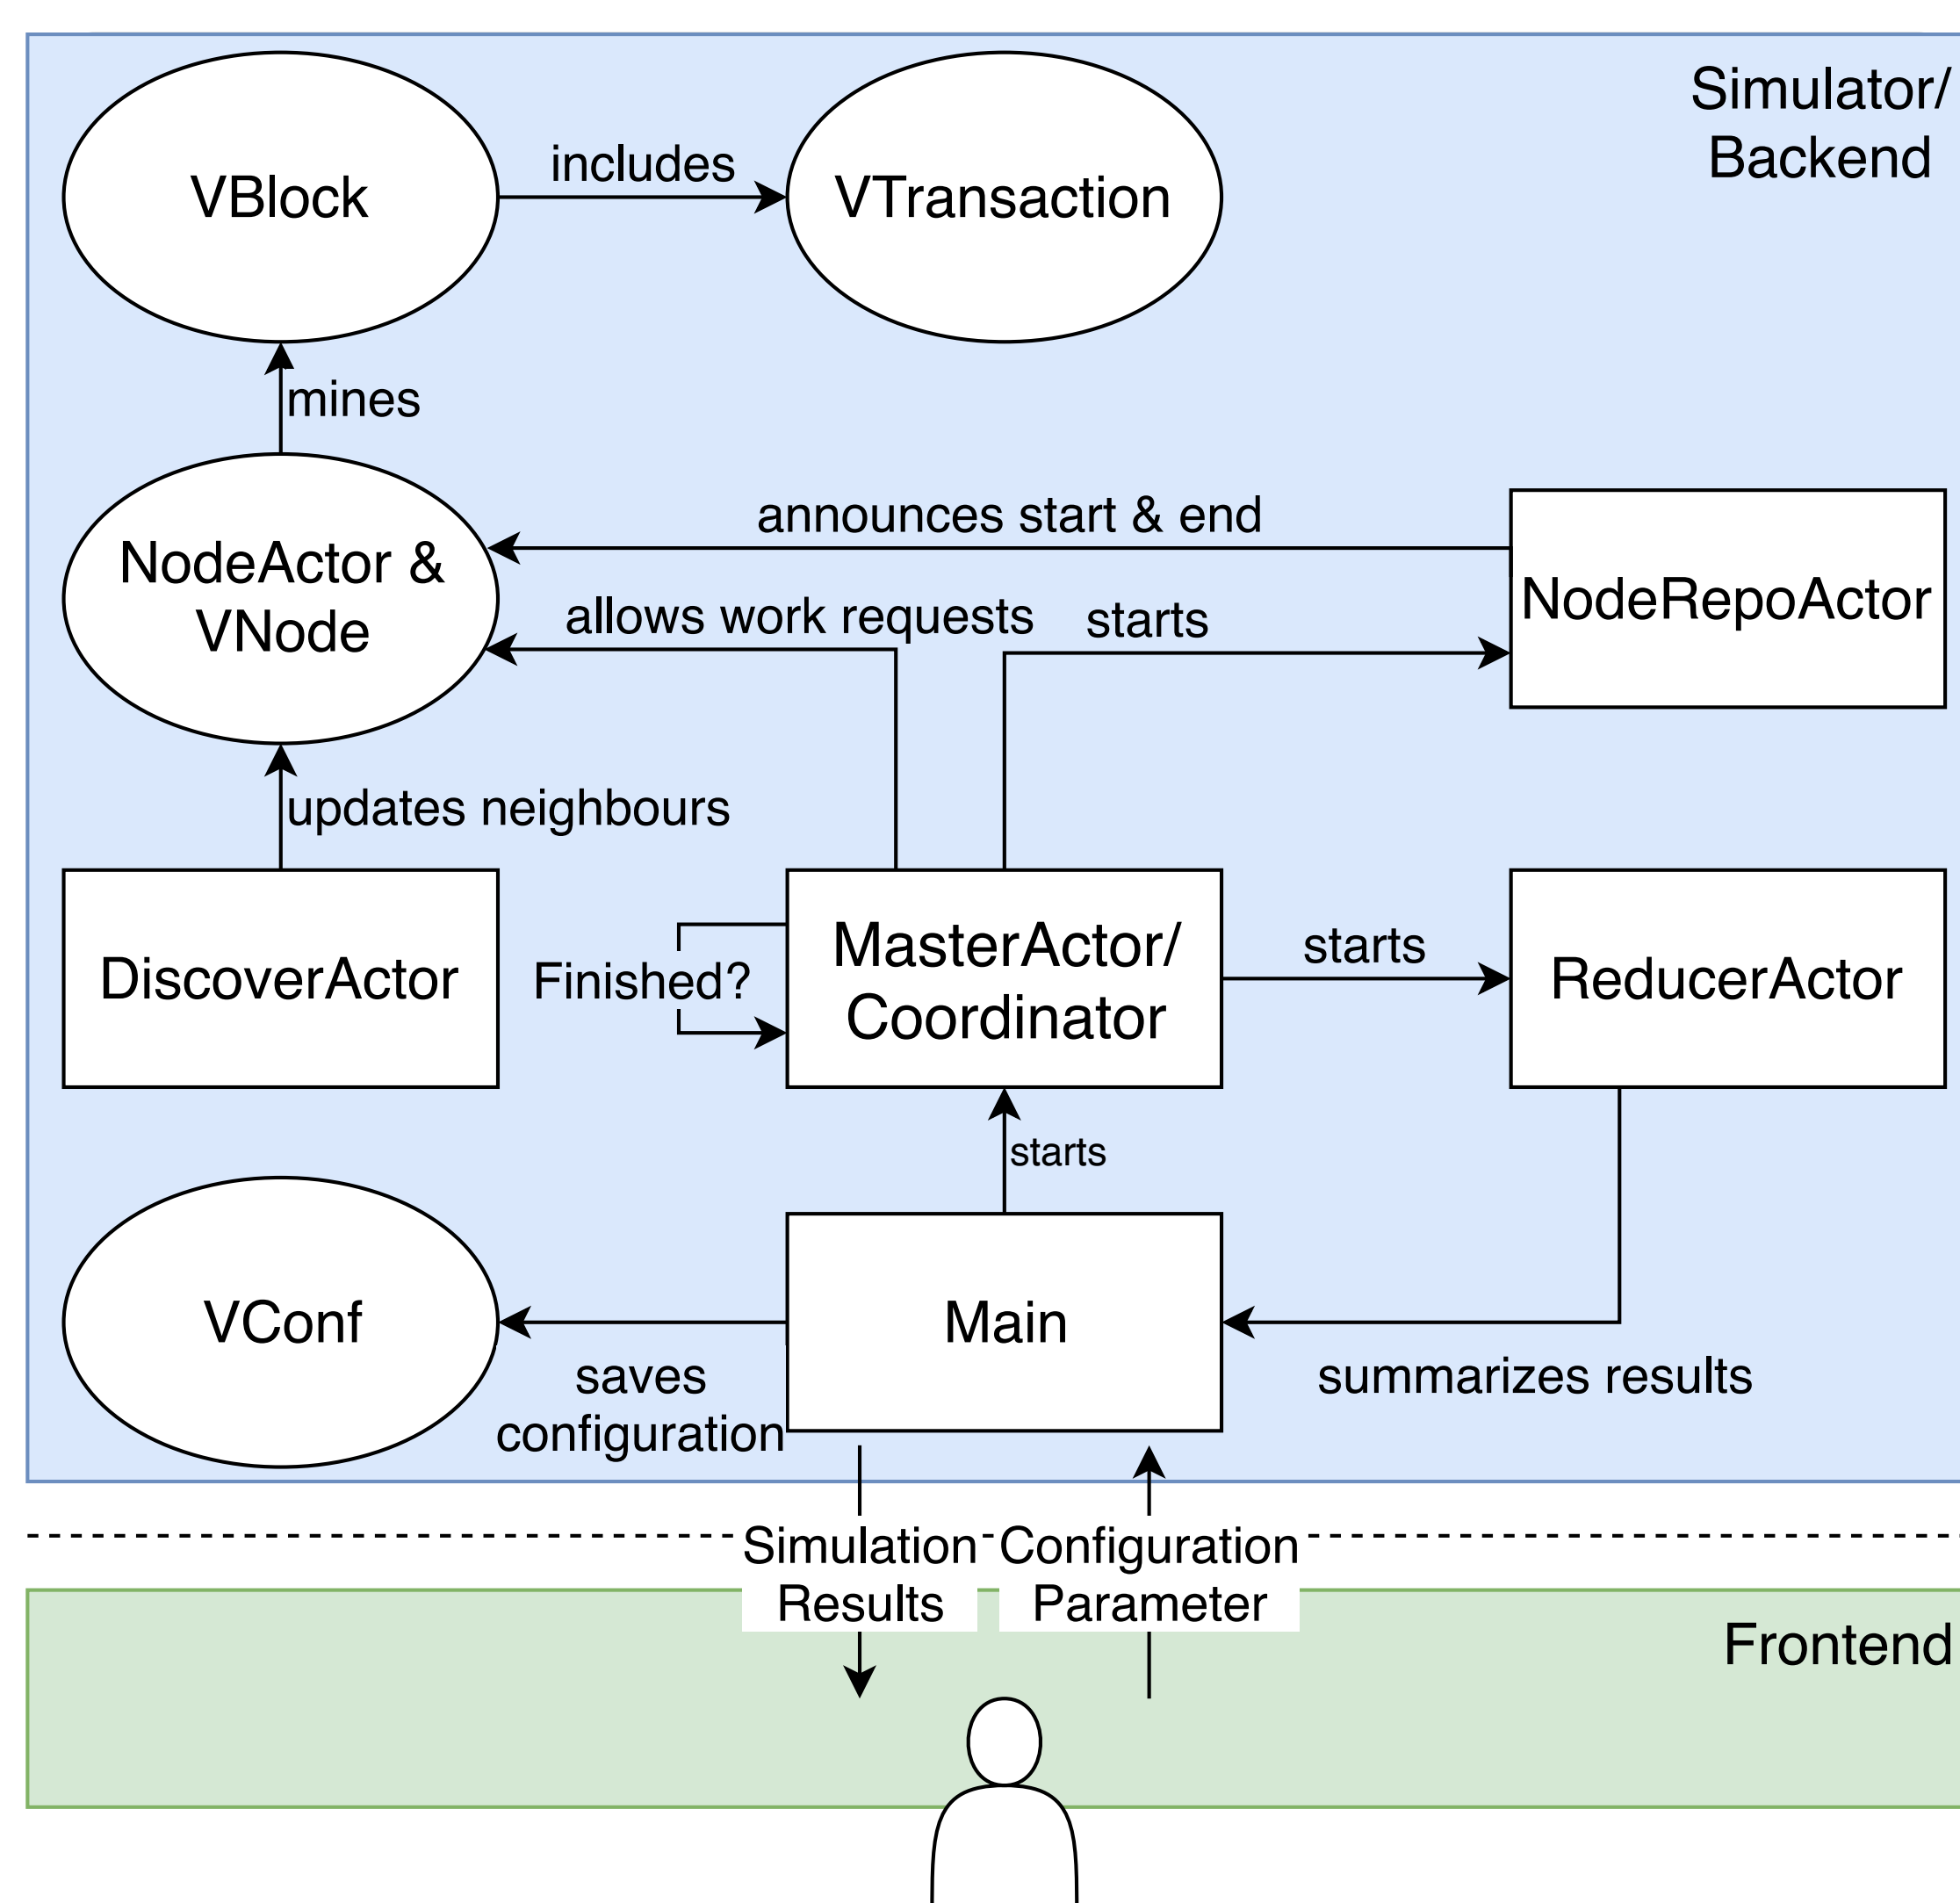 Simulator/
Backend
VBlock
includes
VTransaction
mines
announces start & end
NodeActor &
VNode
NodeRepoActor
allows work requests
starts
updates neighbours
DiscoverActor
Finished?
MasterActor/
Coordinator
starts
ReducerActor
starts
VConf
saves
configuration
Main
summarizes results
Simulation
Results
Configuration
Parameter
Frontend